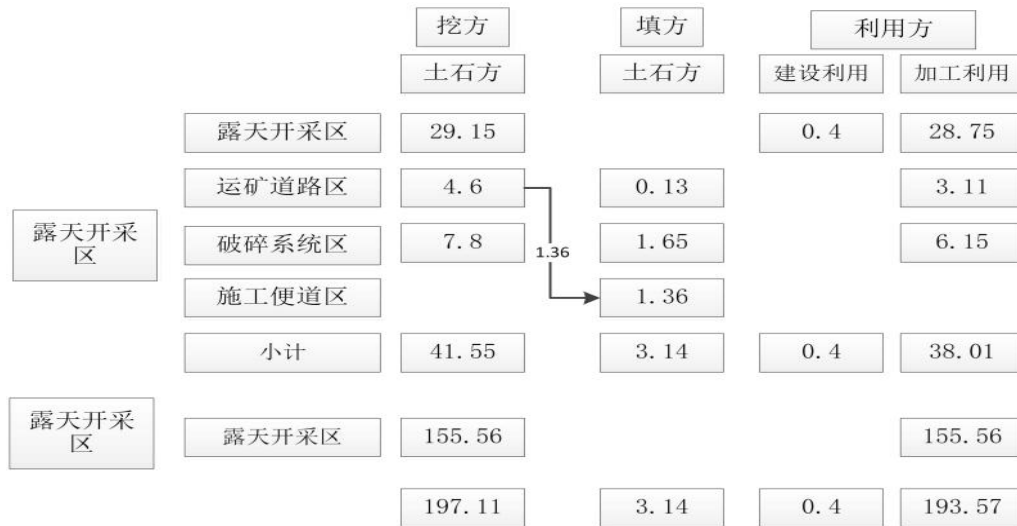 挖方 填方 利用方
土石方 土石方 建设利用 加工利用
露天开采区 29.15 0.4 28.75
运矿道路区 4.6 0.13 3.11
露天开采
区
破碎系统区 7.8 1.65 6.15
1.36
施工便道区 1.36
小计 41.55 3.14 0.4 38.01
露天开采
区
露天开采区 155.56 155.56
197.11 3.14 0.4 193.57